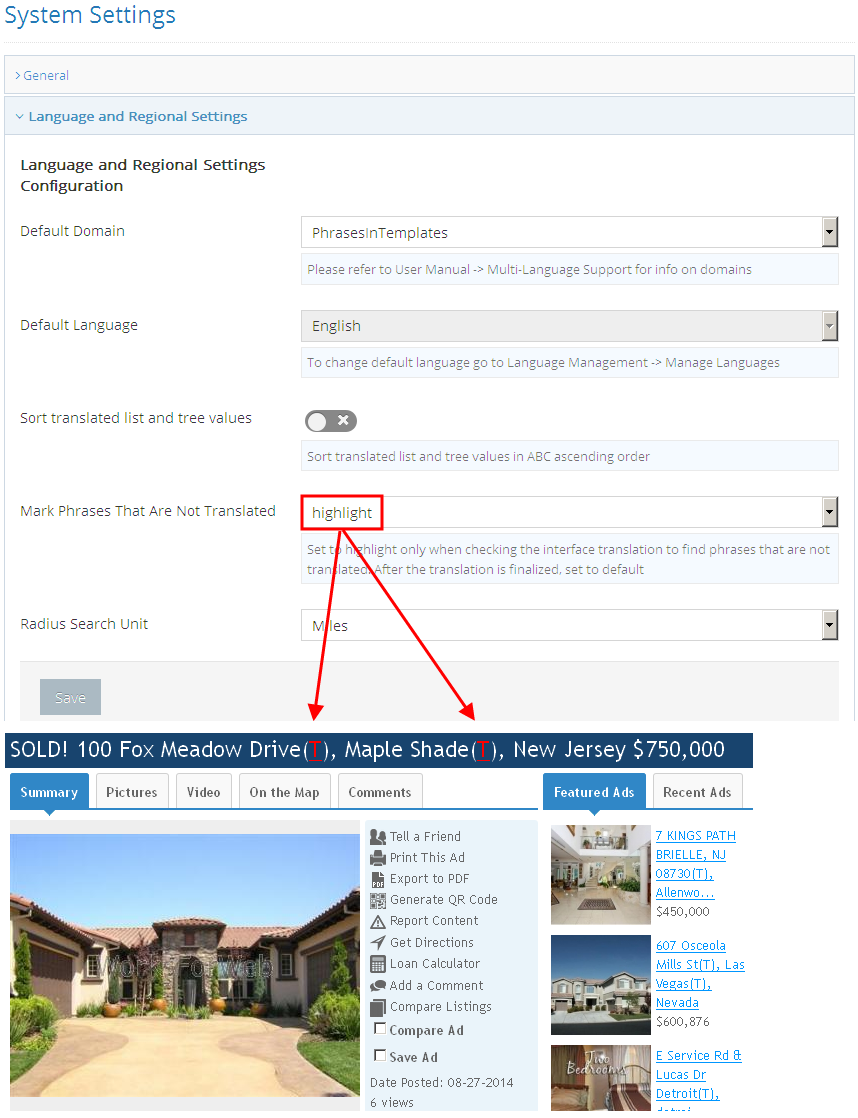 System Settings
General
Language and Regional Settings
Language and Regional Settings
Configuration
Default Domain
PhrasesInTemplates
Please refer to User Manual -> Multi-Language Support for info on domains
Default Language
English
To change default language go to Language Management -> Manage Languages
Sort translated list and tree values
Sort translated list and tree values in ABC ascending order
Mark Phrases That Are Not Translated
highlight
Set to highlight only when checking the interface translation to find phrases that are not
translated. After the translation is finalized, set to default
Radius Search Unit
Miles
Save
SOLD! 100 Fox Meadow Drive(T), Maple Shade(T), New Jersey $750,000
Summary
Pictures
Video
On the Map
Comments
Works For Web
Tell a Friend
Print This Ad
Export to PDF
Generate QR Code
Report Content
Get Directions
Loan Calculator
Add a Comment
Compare Listings
Compare Ad
Save Ad
Date Posted: 08-27-2014
6 views
Featured Ads
Recent Ads
7 KINGS PATH
BRIELLE, NJ
08730(T),
Allenwo...
$450,000
607 Osceola
Mills St(T), Las
Vegas(T),
Nevada
$600,876
Two
Bedrooms
E Service Rd &
Lucas Dr
Detroit(T),